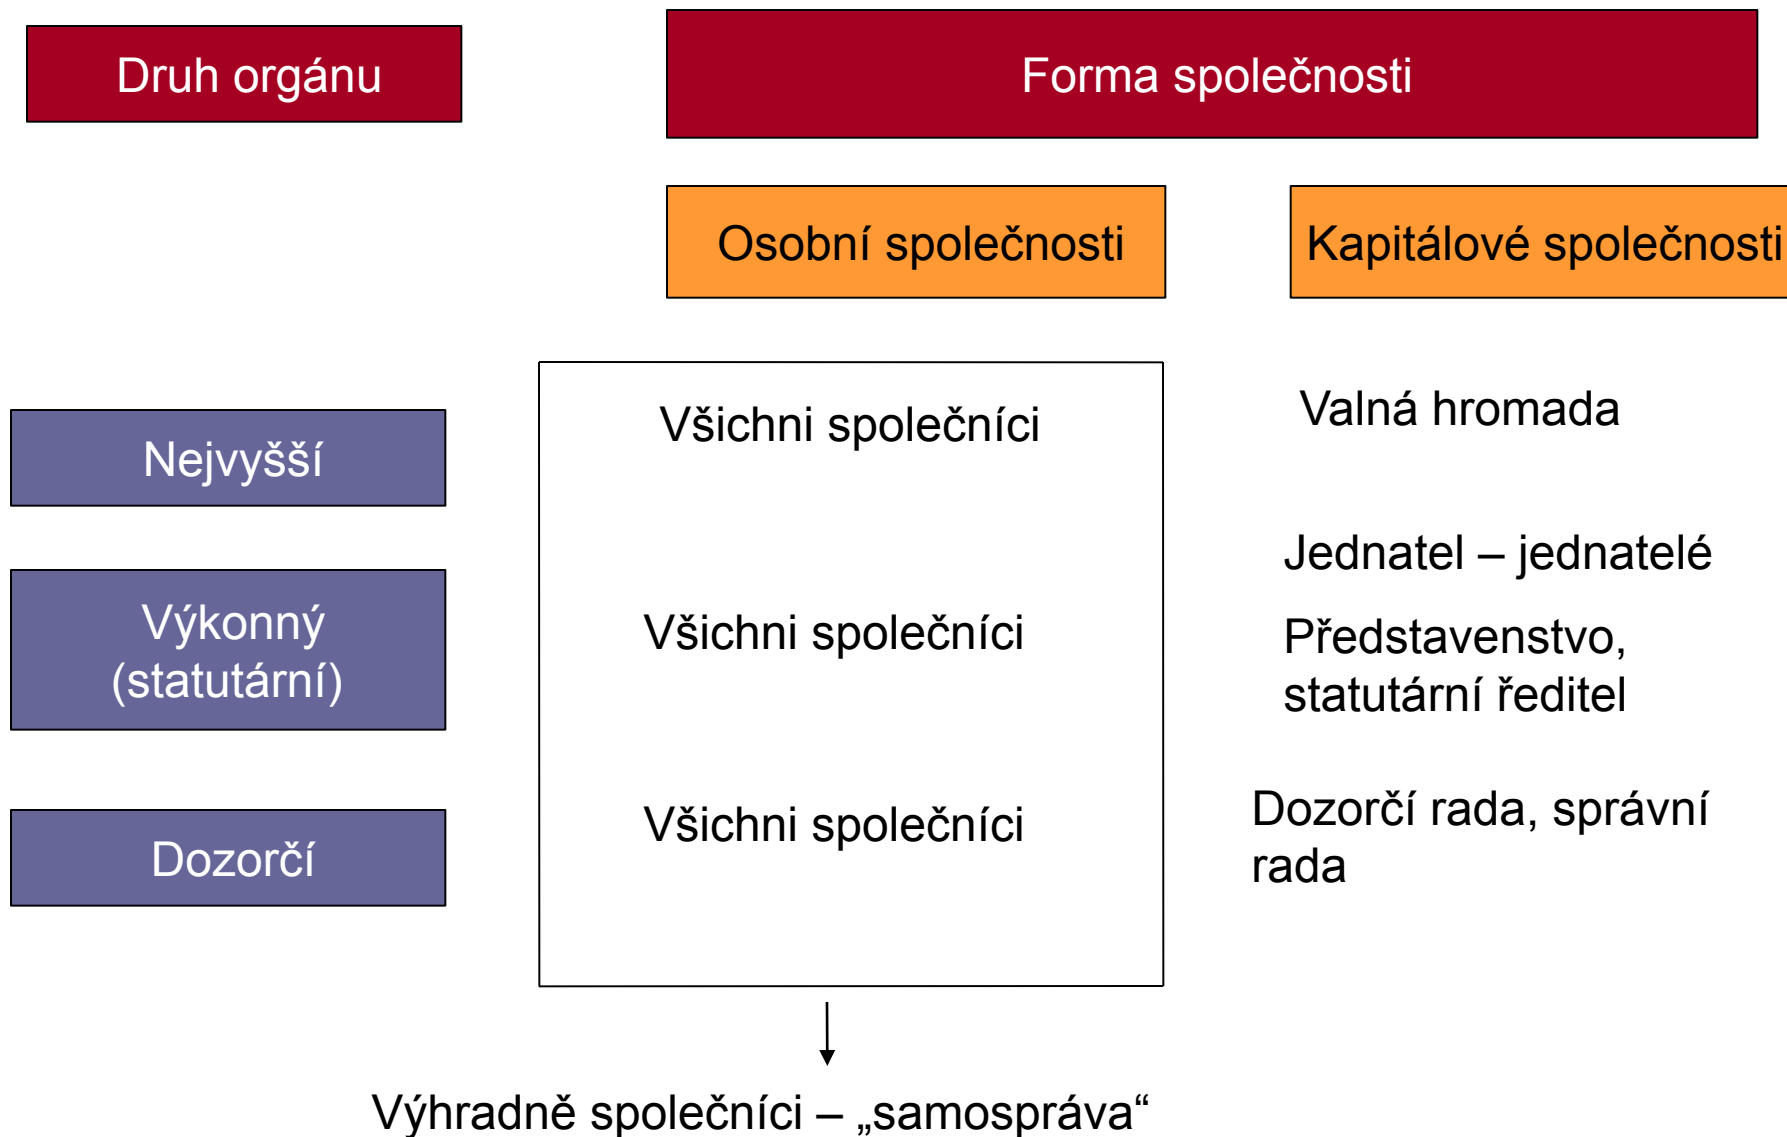 Druh orgánu
Forma společnosti
Osobní společnosti
Kapitálové společnosti
Nejvyšší
Všichni společníci
Valná hromada
Výkonný
(statutární)
Všichni společníci
Jednatel – jednatelé
Představenstvo,
statutární ředitel
Dozorčí
Všichni společníci
Dozorčí rada, správní
rada
Výhradně společníci – „samospráva“